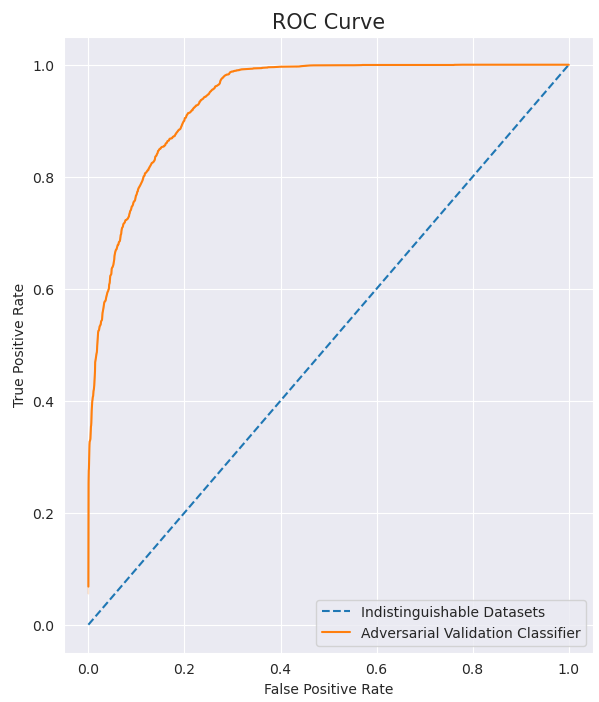 ROC Curve
True Positive Rate
1.0
0.8
0.6
0.4
0.2
0.0
Indistinguishable Datasets
Adversarial Validation Classifier
0.0 0.2 0.4 0.6 0.8 1.0
False Positive Rate